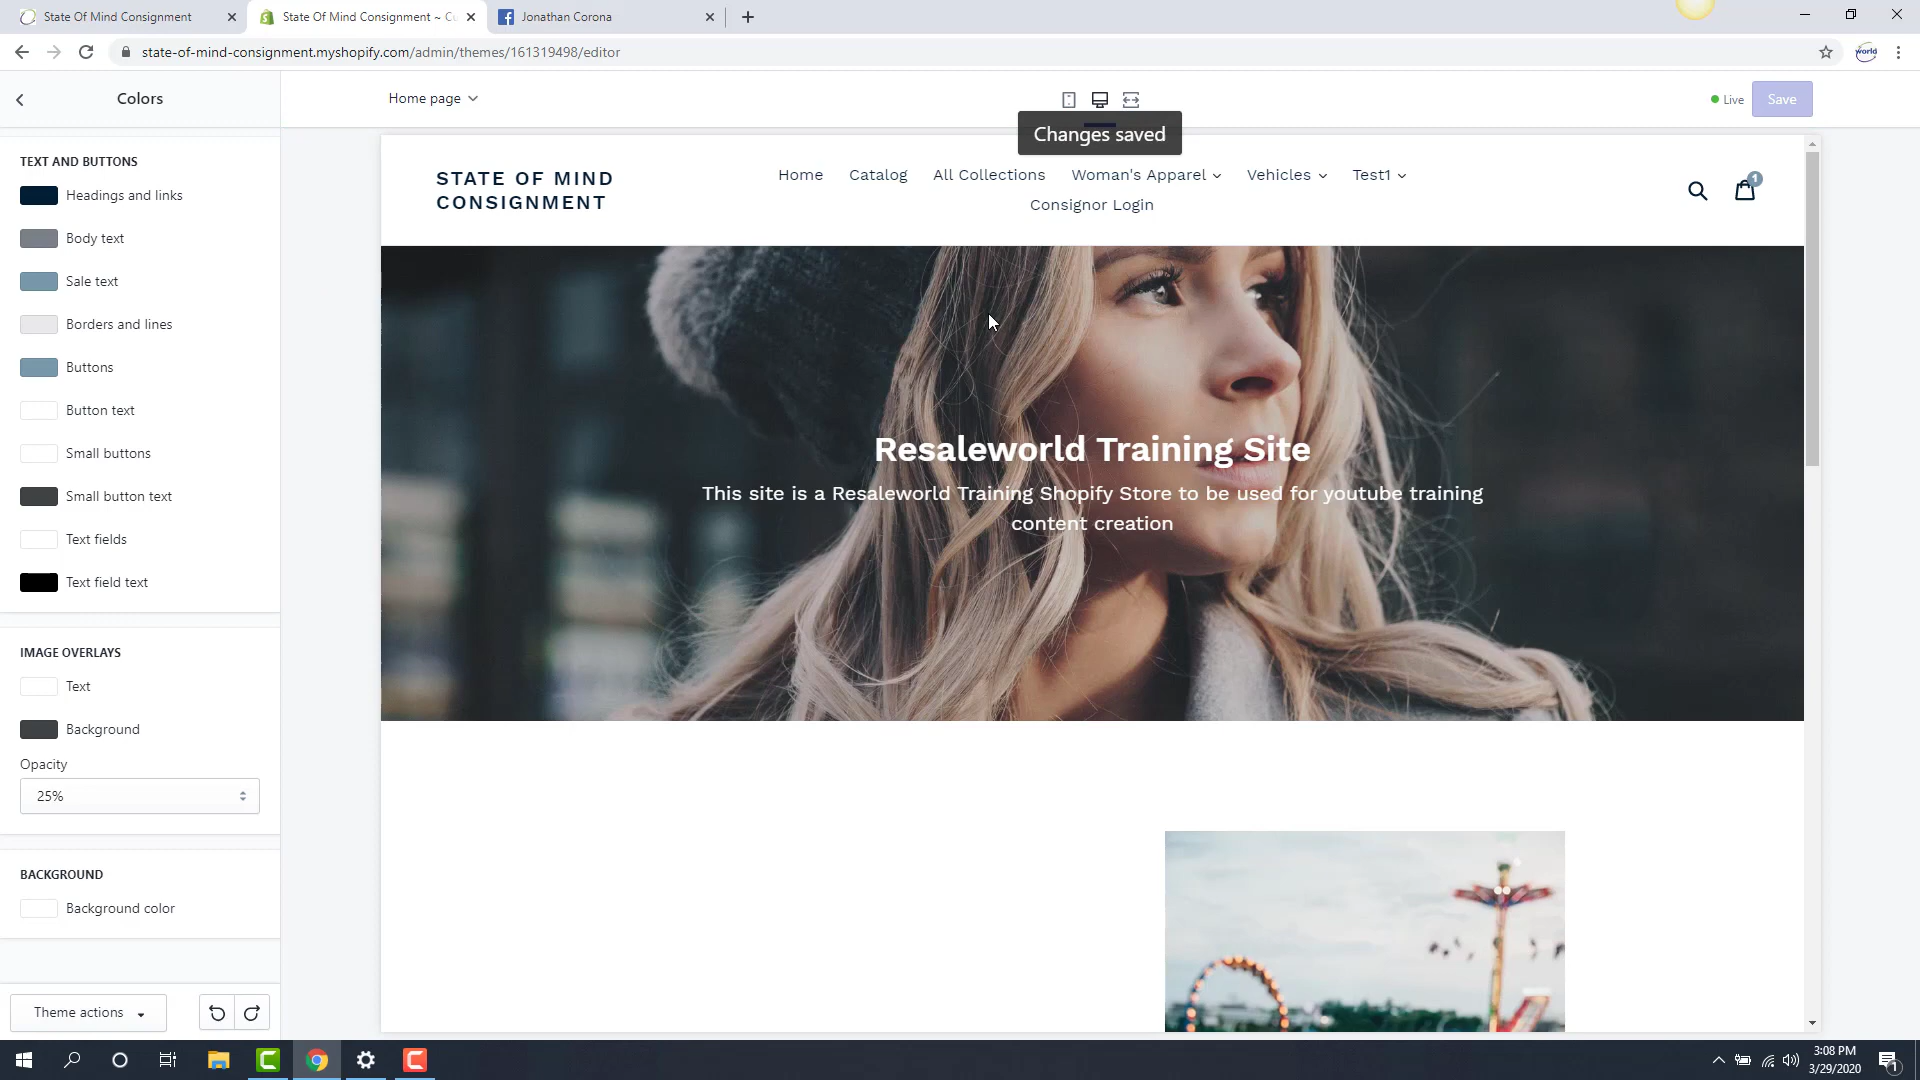 State Of Mind Consignment
State Of Mind Consignment ~ Cu
Jonathan Corona
state-of-mind-consignment.myshopify.com/admin/themes/161319498/editor
world
Colors
Home page
Live
Save
Changes saved
TEXT AND BUTTONS
Headings and links
Body text
Sale text
Borders and lines
Buttons
Button text
Small buttons
Small button text
Text fields
Text field text
IMAGE OVERLAYS
Text
Background
Opacity
25%
BACKGROUND
Background color
Theme actions
STATE OF MIND
CONSIGNMENT
Home
Catalog
All Collections
Woman's Apparel
Vehicles
Test1
Consignor Login
1
Resaleworld Training Site
This site is a Resaleworld Training Shopify Store to be used for youtube training
content creation
3:08 PM
3/29/2020
1